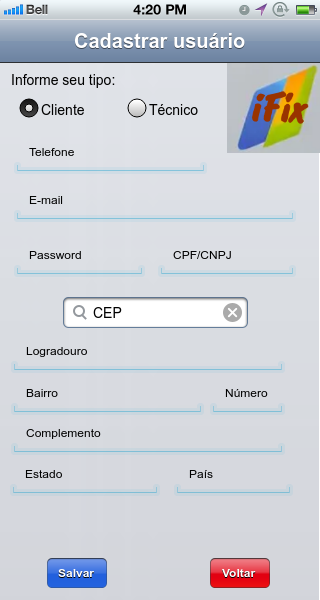 Bell 4:20 PM
Cadastrar usuário
Informe seu tipo:
Cliente Técnico
iFix
Telefone
E-mail
Password CPF/CNPJ
CEP
Logradouro
Bairro Número
Complemento
Estado País
Salvar Voltar